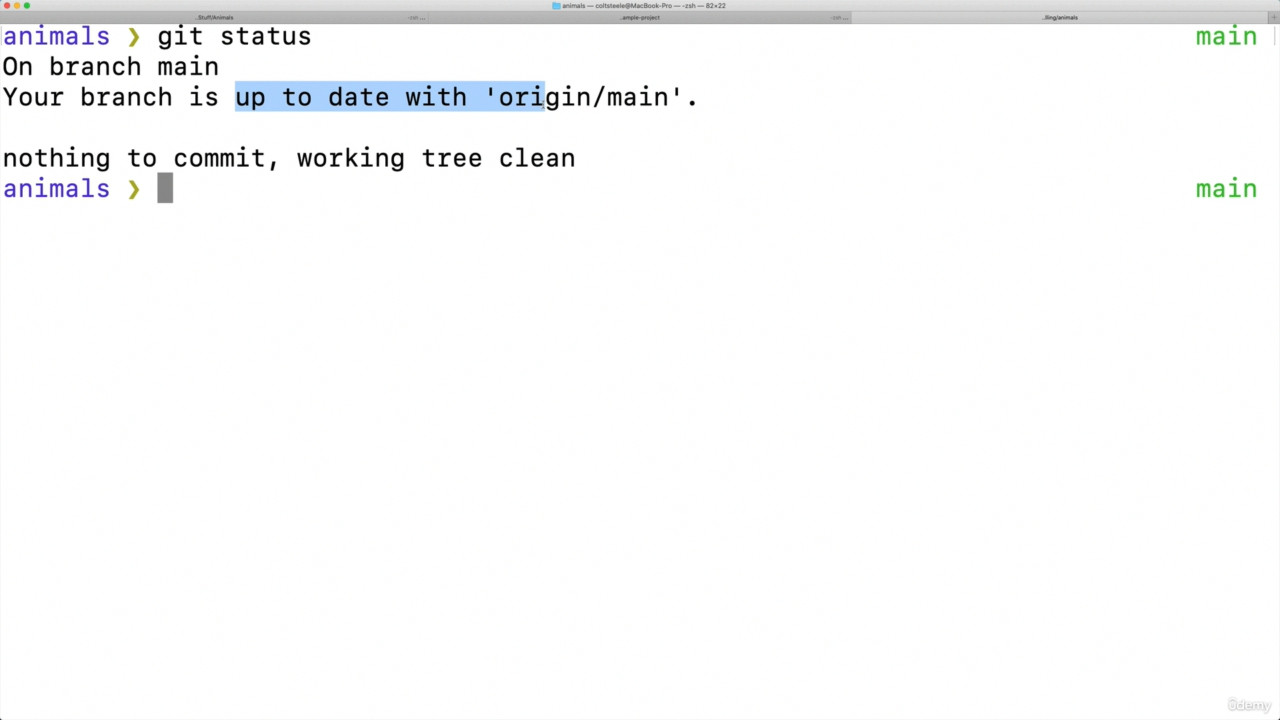 animals — coltsteele@MacBook-Pro — -zsh — 82×22
..Stuff/Animals
-zsh ...
..ample-project
-zsh ...
..lling/animals
animals ❯ git status main
On branch main
Your branch is up to date with 'origin/main'.
nothing to commit, working tree clean
animals ❯ main
ûdemy